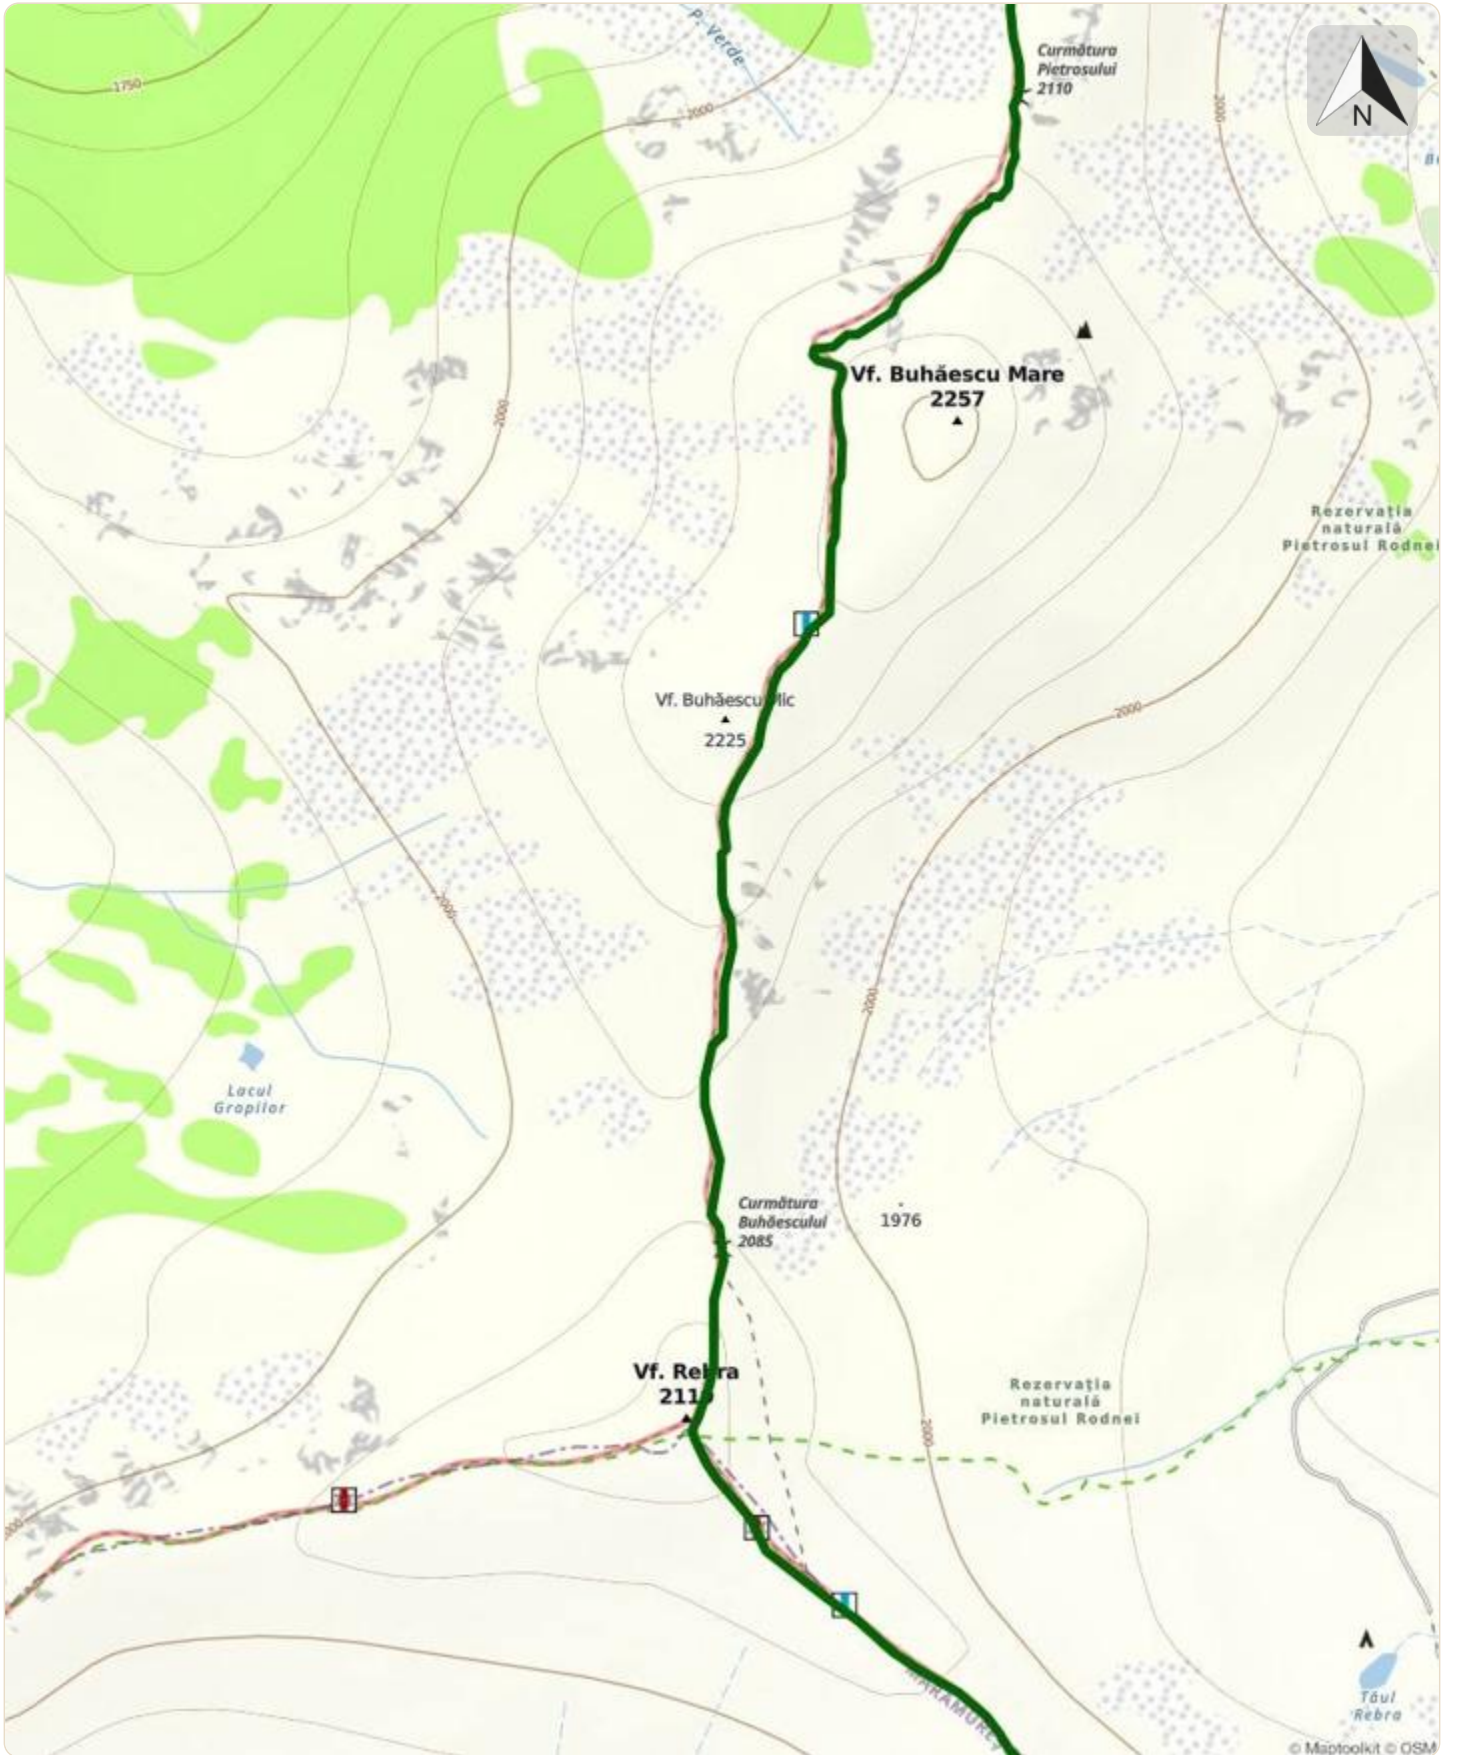 P. Verde
Curmătura
Pietrosului
2110
N
1750
2000
2000
Vf. Buhăescu Mare
2257
2000
Rezervația
naturală
Pietrosul Rodnei
Vf. Buhăescu Mic
2225
2000
2000
2000
Lacul
Gropilor
Curmătura
Buhăescului
2085
1976
Vf. Rebra
Rezervația
naturală
Pietrosul Rodnei
2000
MARAMUREȘ
Tăul
Rebra
© Maptoolkit © OSM